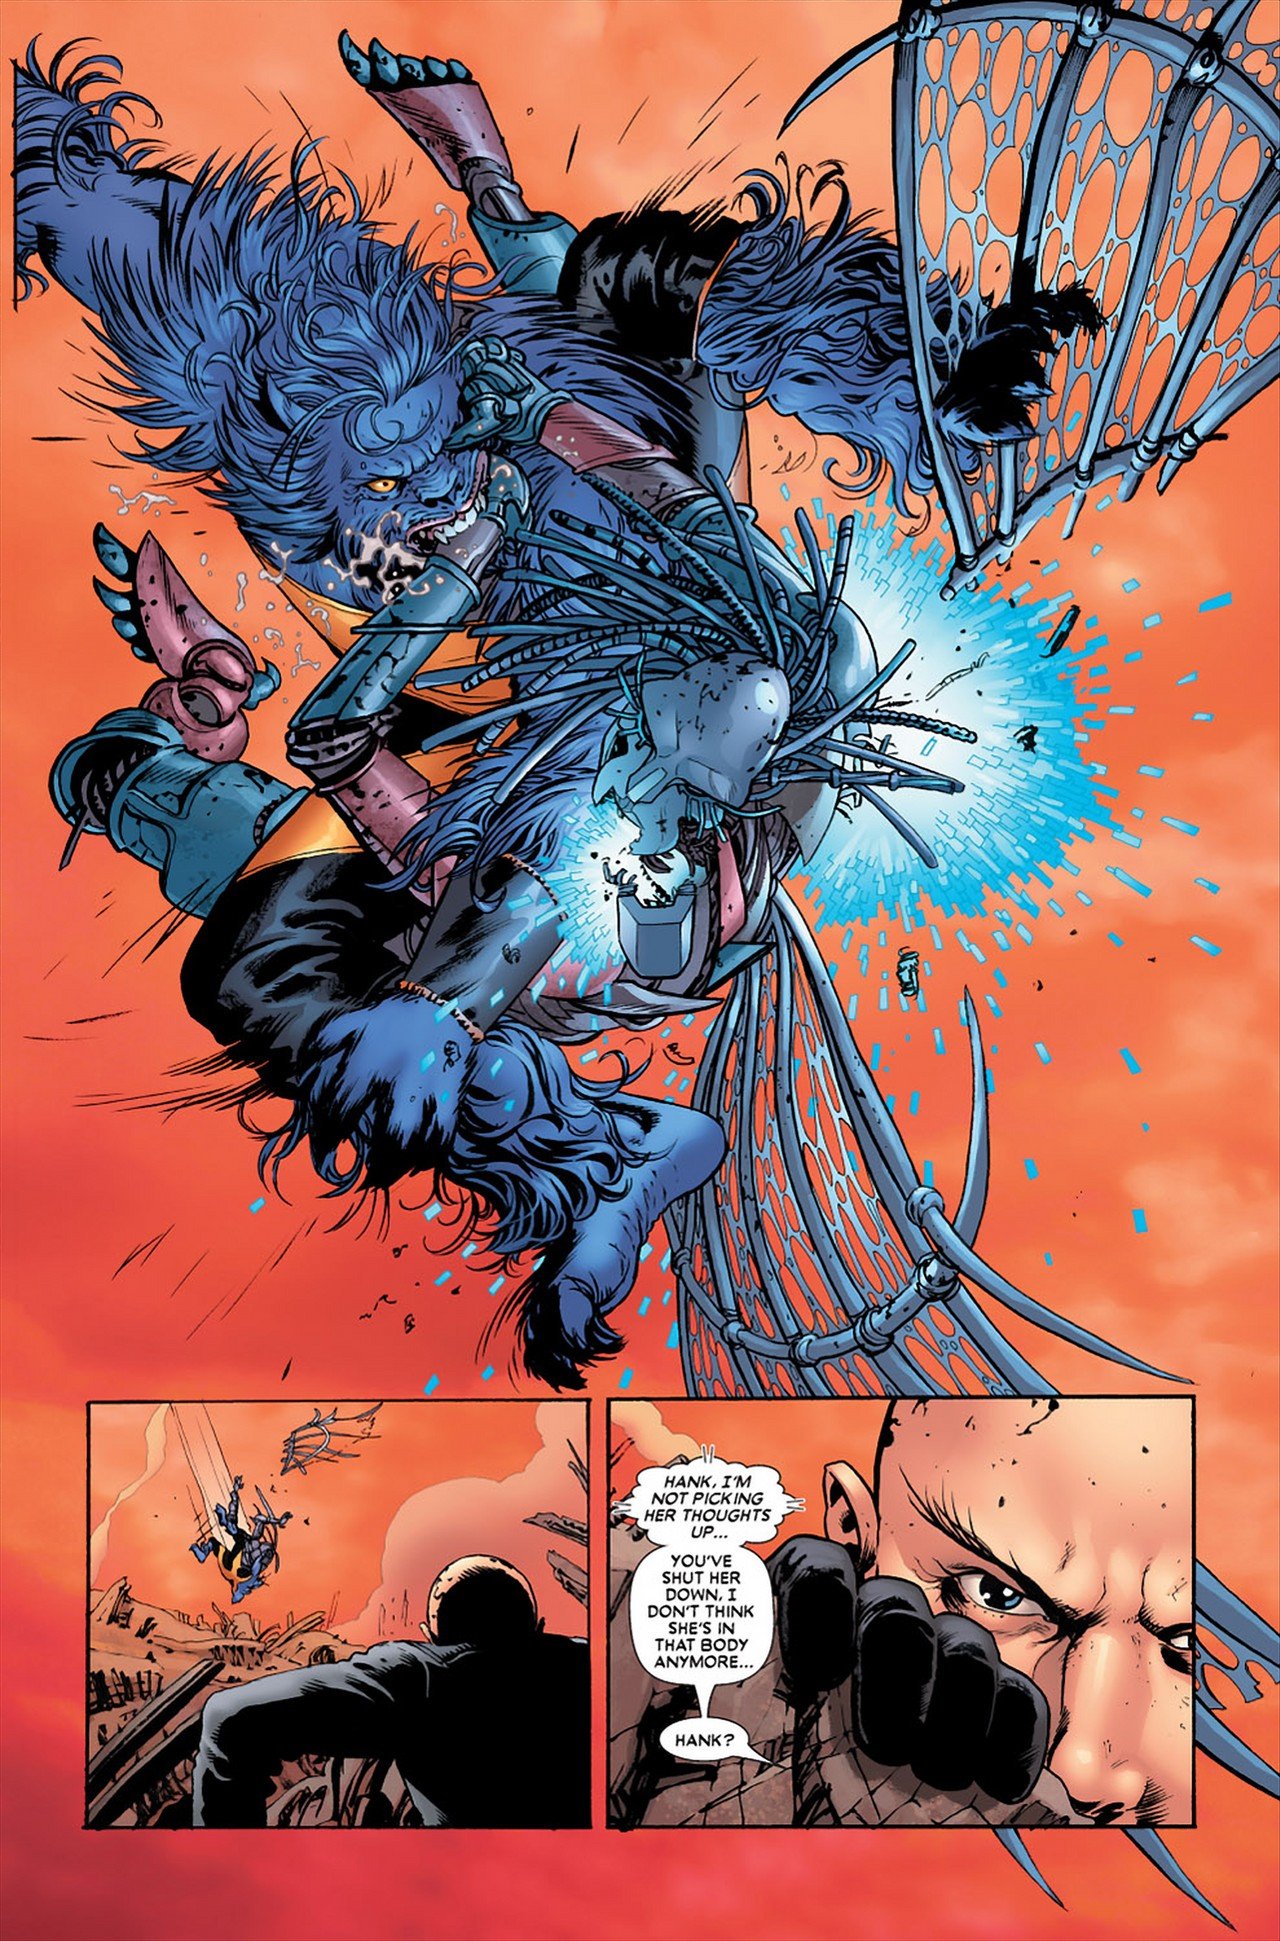 HANK, I'M
NOT PICKING
HER THOUGHTS
UP...
YOU'VE
SHUT HER
DOWN, I
DON'T THINK
SHE'S IN
THAT BODY
ANYMORE...
HANK?